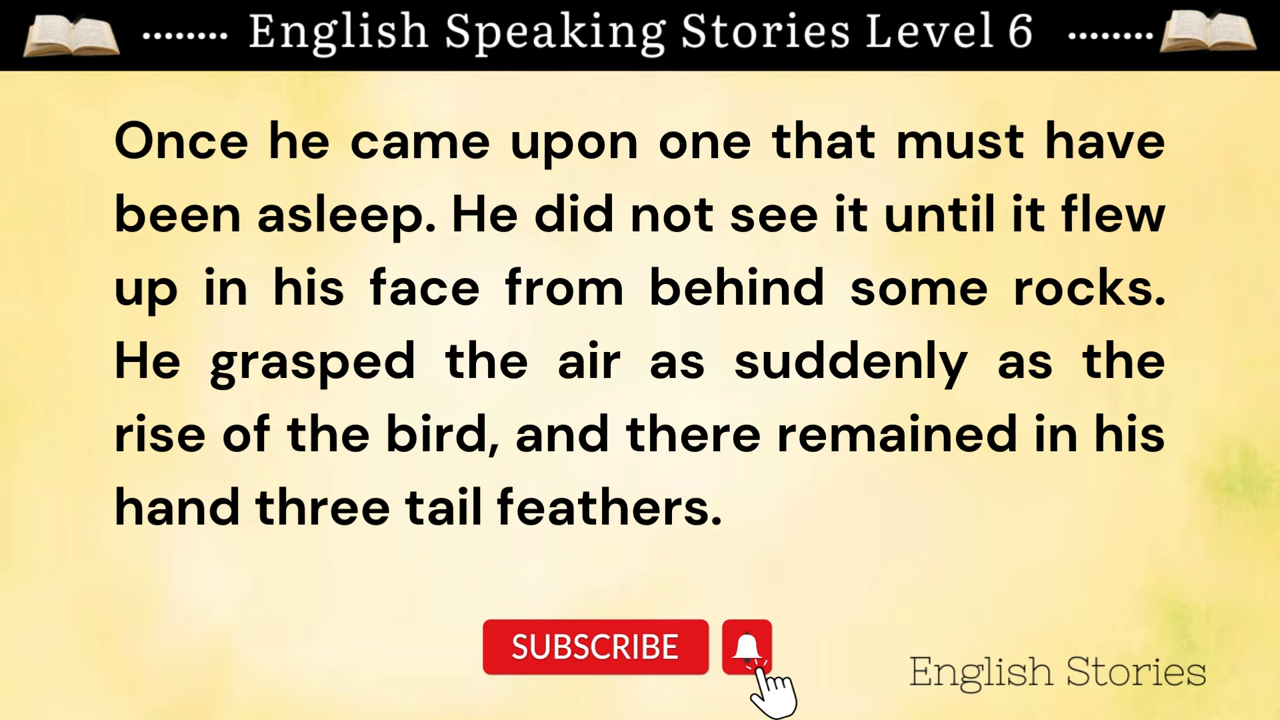 ........ English Speaking Stories Level 6 ........
Once he came upon one that must have
been asleep. He did not see it until it flew
up in his face from behind some rocks.
He grasped the air as suddenly as the
rise of the bird, and there remained in his
hand three tail feathers.
SUBSCRIBE
English Stories